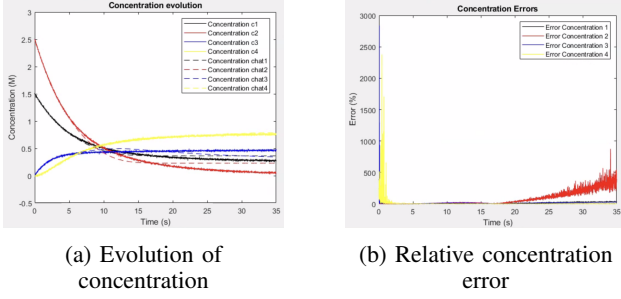 Concentration evolution
3
2.5
2
1.5
1
0.5
0
-0.5
Concentration (M)
0 5 10 15 20 25 30 35
Time (s)
Concentration c1
Concentration c2
Concentration c3
Concentration c4
Concentration chat1
Concentration chat2
Concentration chat3
Concentration chat4
(a) Evolution of
concentration
Concentration Errors
3000
2500
2000
1500
1000
500
0
Error (%)
0 5 10 15 20 25 30 35
Time (s)
Error Concentration 1
Error Concentration 2
Error Concentration 3
Error Concentration 4
(b) Relative concentration
error